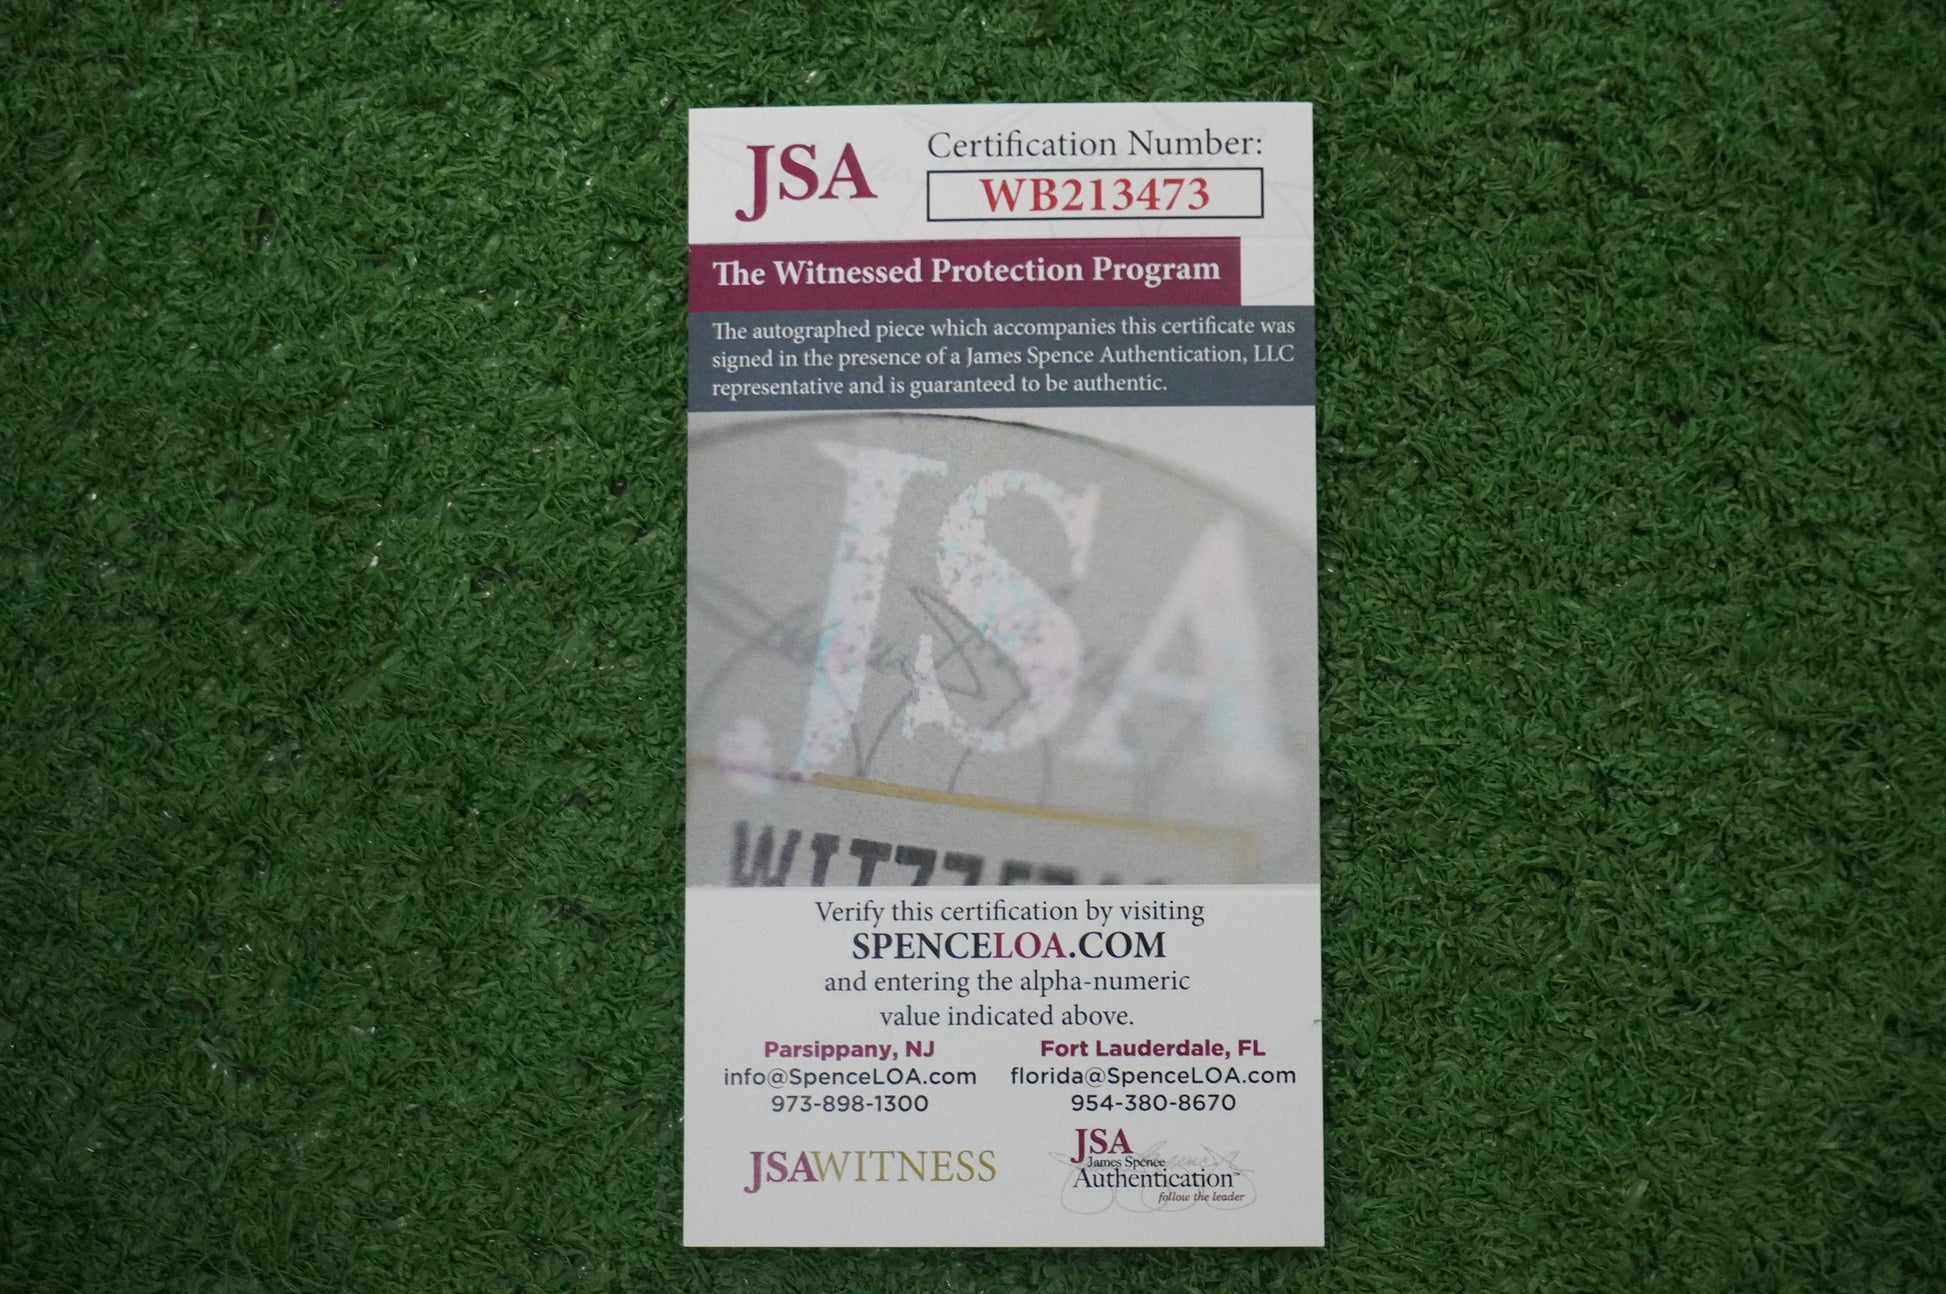 JSA
Certification Number:
WB213473
The Witnessed Protection Program
The autographed piece which accompanies this certificate was
signed in the presence of a James Spence Authentication, LLC
representative and is guaranteed to be authentic.
JSA
Verify this certification by visiting
SPENCELOA.COM
and entering the alpha-numeric
value indicated above.
Parsippany, NJ
info@SpenceLOA.com
973-898-1300
Fort Lauderdale, FL
florida@SpenceLOA.com
954-380-8670
JSAWITNESS
JSA
James Spence
Authentication™
follow the leader